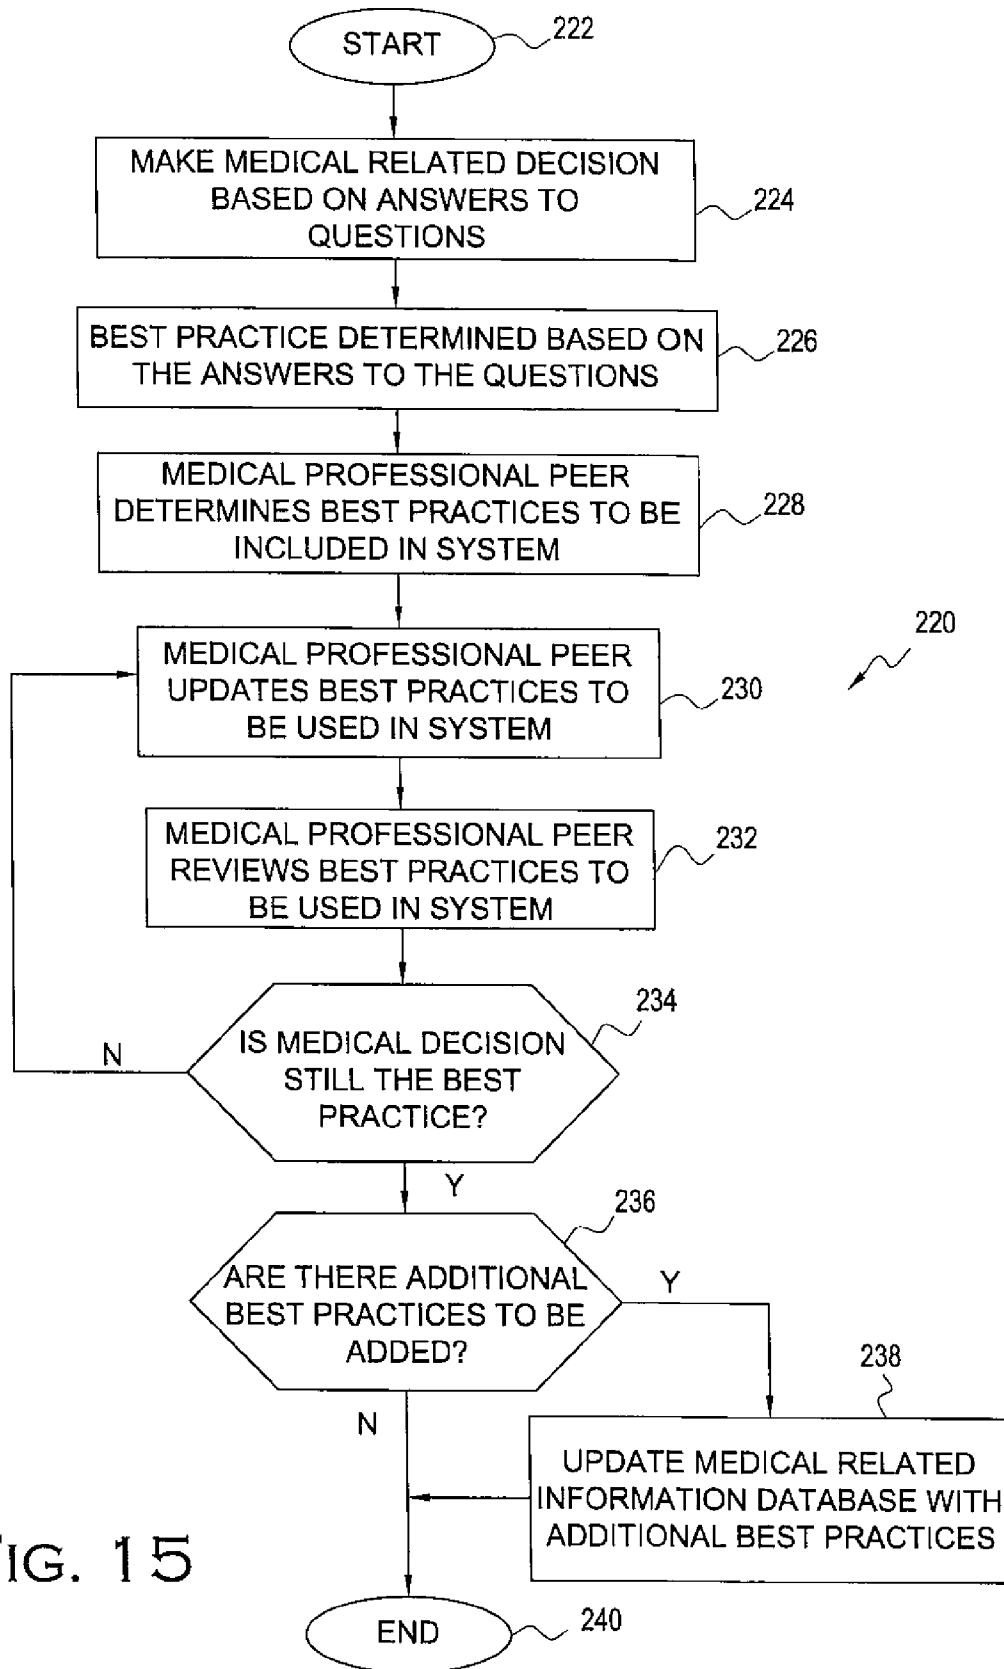 START
222
MAKE MEDICAL RELATED DECISION
BASED ON ANSWERS TO
QUESTIONS
224
BEST PRACTICE DETERMINED BASED ON
THE ANSWERS TO THE QUESTIONS
226
MEDICAL PROFESSIONAL PEER
DETERMINES BEST PRACTICES TO BE
INCLUDED IN SYSTEM
228
220
MEDICAL PROFESSIONAL PEER
UPDATES BEST PRACTICES TO
BE USED IN SYSTEM
230
MEDICAL PROFESSIONAL PEER
REVIEWS BEST PRACTICES TO
BE USED IN SYSTEM
232
234
IS MEDICAL DECISION
STILL THE BEST
PRACTICE?
N
Y
236
ARE THERE ADDITIONAL
BEST PRACTICES TO BE
ADDED?
Y
N
238
UPDATE MEDICAL RELATED
INFORMATION DATABASE WITH
ADDITIONAL BEST PRACTICES
FIG. 15
END
240